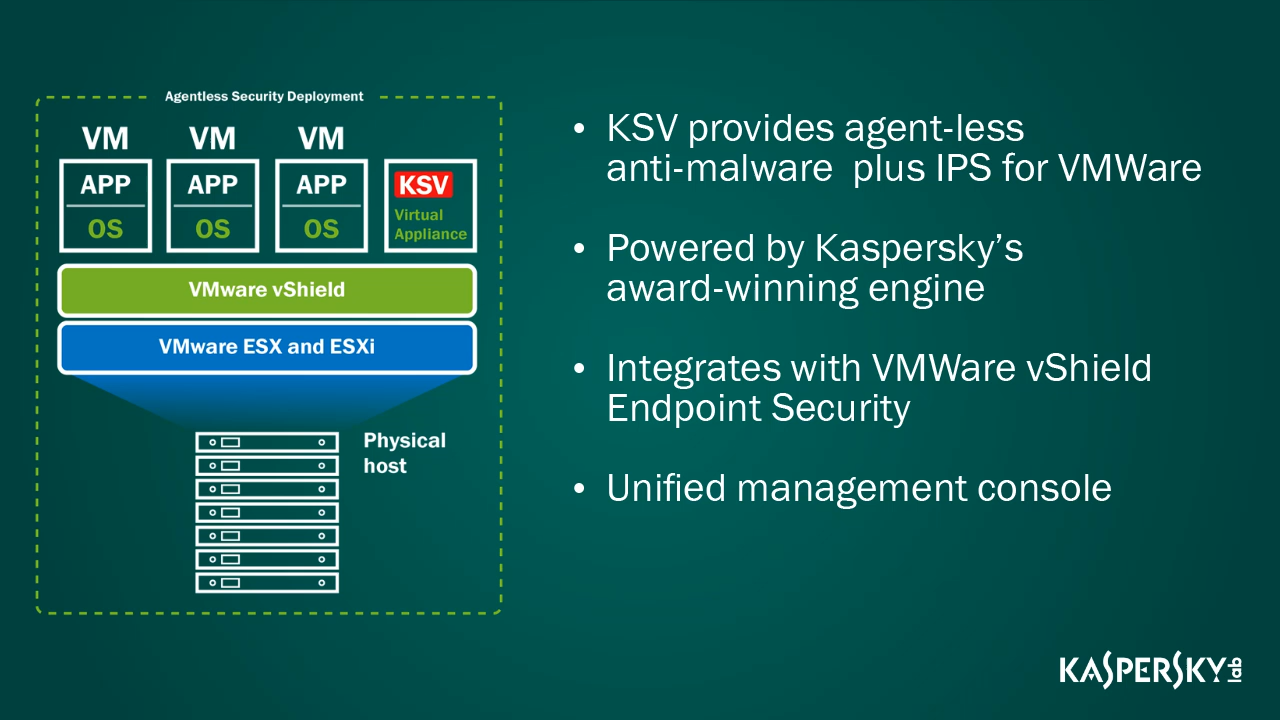 Agentless Security Deployment
VM VM VM
APP APP APP KSV
OS OS OS Virtual
Appliance
VMware vShield
VMware ESX and ESXi
Physical
host
• KSV provides agent-less
anti-malware  plus IPS for VMWare
• Powered by Kaspersky’s
award-winning engine
• Integrates with VMWare vShield
Endpoint Security
• Unified management console
KASPERSKY lab